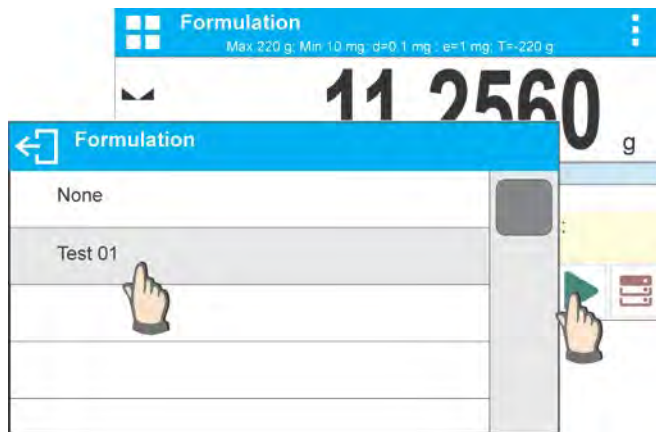 Formulation
Max 220 g; Min 10 mg; d=0.1 mg ; e=1 mg; T=-220 g
11.2560
g
Formulation
None
Test 01
: